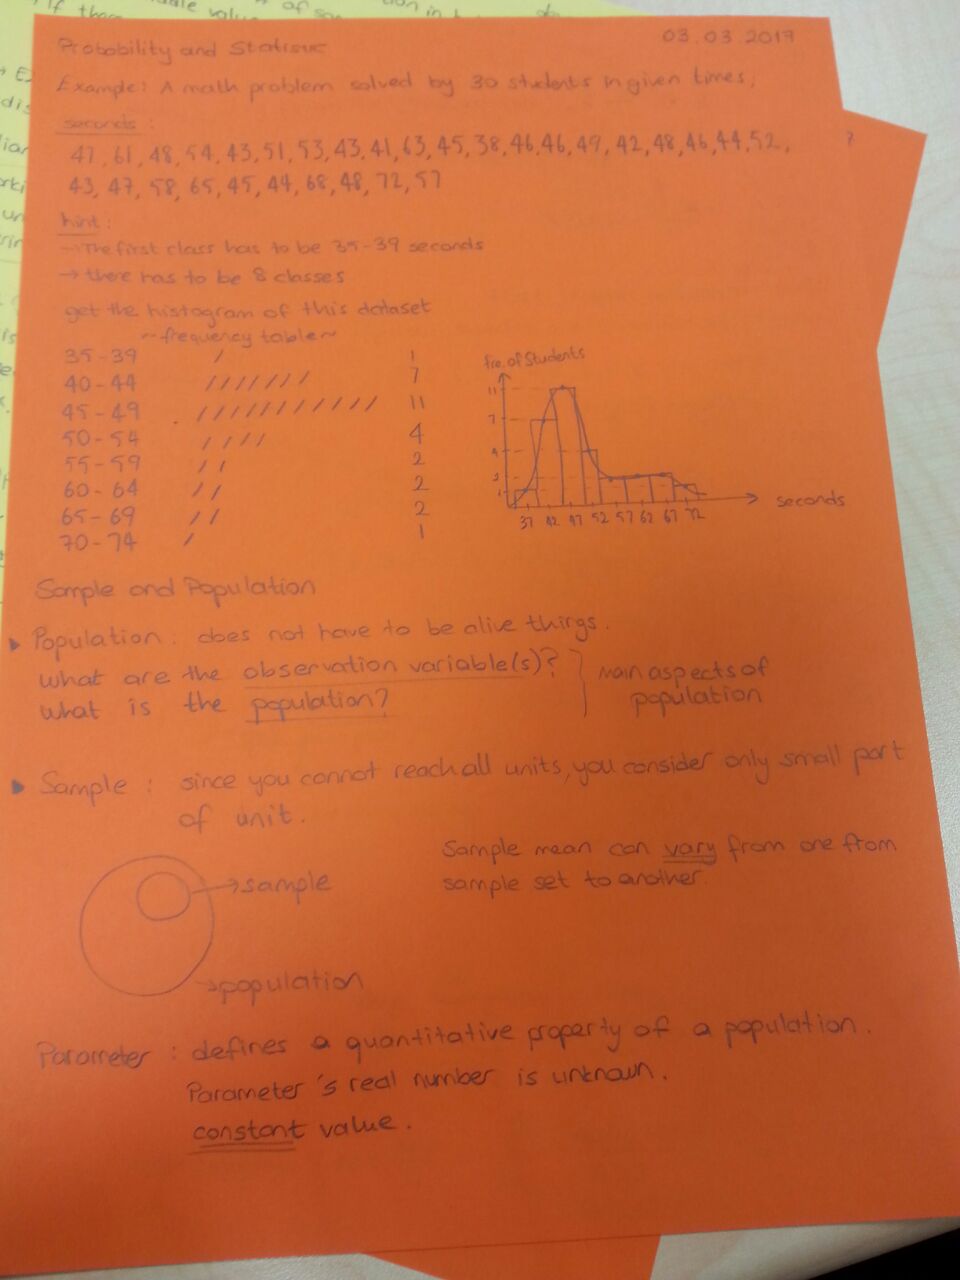 Probability and Statistic
03.03.2017
Example: A math problem solved by 30 students in given times,
seconds:
47, 61, 48, 54, 43, 51, 53, 43, 41, 63, 45, 38, 46, 46, 49, 42, 48, 46, 44, 52,
43, 47, 58, 65, 45, 44, 68, 48, 72, 57
hint:
→ The first class has to be 35-39 seconds
→ there has to be 8 classes
get the histogram of this dataset
~frequency table~
35-39 / 1
40-44 /////// 7
45-49 /////////// 11
50-54 //// 4
55-59 // 2
60-64 // 2
65-69 // 2
70-74 / 1
fre. of Students
11
7
4
2
1
37 42 47 52 57 62 67 72
seconds
Sample and Population
Population: does not have to be alive things.
what are the observation variable(s)?
what is the population?
main aspects of
population
Sample: since you cannot reach all units, you consider only small part
of unit.
Sample mean can vary from one from
sample set to another.
→sample
→population
Parameter: defines a quantitative property of a population.
Parameter's real number is unknown.
constant value.